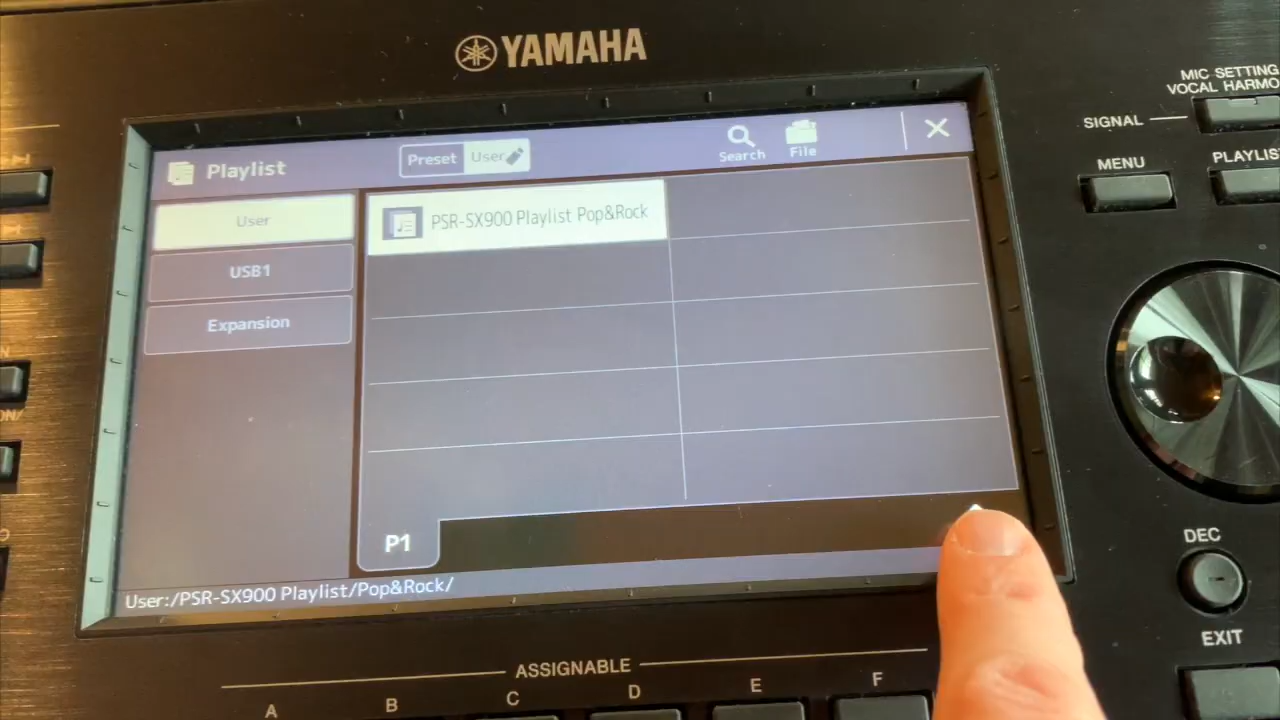 YAMAHA
MIC SETTING
VOCAL HARMO
SIGNAL
MENU
PLAYLIS
Playlist
Preset
User
Search
File
User
USB1
Expansion
PSR-SX900 Playlist Pop&Rock
P1
User:/PSR-SX900 Playlist/Pop&Rock/
DEC
EXIT
ASSIGNABLE
A B C D E F